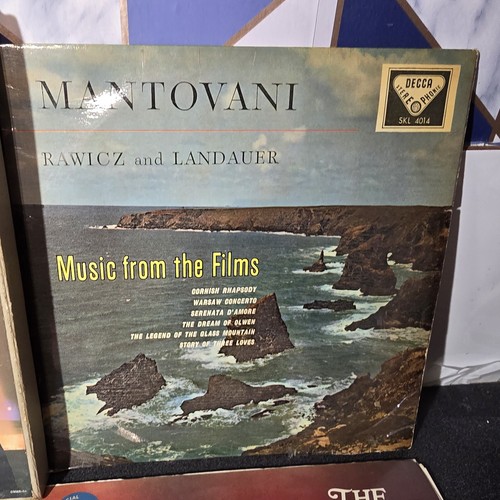 MANTOVANI
DECCA
STEREOPHONIC
SKL 4014
RAWICZ and LANDAUER
Music from the Films
CORNISH RHAPSODY
WARSAW CONCERTO
SERENATA D'AMORE
THE DREAM OF OLWEN
THE LEGEND OF THE GLASS MOUNTAIN
STORY OF THREE LOVES
THE